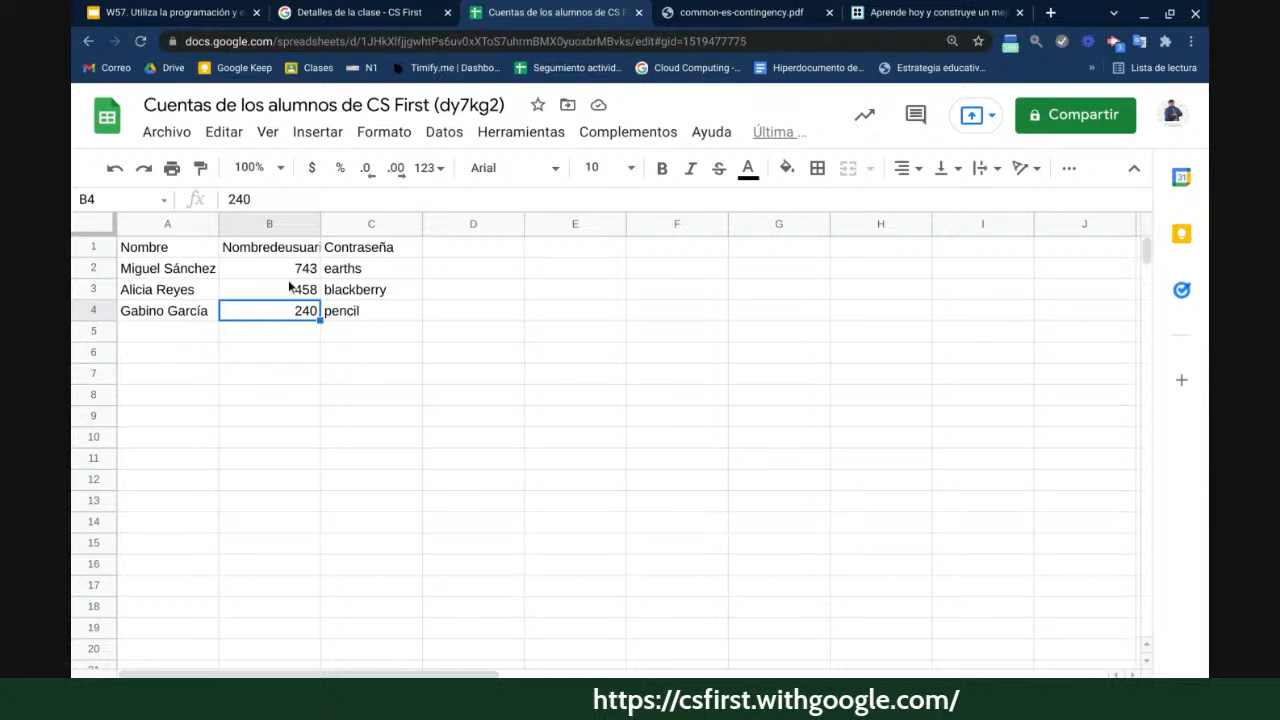 W57. Utiliza la programación y e
Detalles de la clase - CS First
Cuentas de los alumnos de CS F
common-es-contingency.pdf
Aprende hoy y construye un me
docs.google.com/spreadsheets/d/1JHkXlfjjgwhtPs6uv0xXToS7uhrmBMX0yuoxbrMBvks/edit#gid=1519477775
Correo
Drive
Google Keep
Clases
N1
Timify.me | Dashbo...
Segumiento activid...
Cloud Computing -...
Hiperdocumento de...
Estrategia educativ...
»
Lista de lectura
Cuentas de los alumnos de CS First (dy7kg2)
Archivo Editar Ver Insertar Formato Datos Herramientas Complementos Ayuda Última ...
Compartir
100% $ % .0 .00 123 Arial 10 B I S A
31
B4 fx 240
A B C D E F G H I J
1 Nombre Nombredeusuari Contraseña
2 Miguel Sánchez 743 earths
3 Alicia Reyes 458 blackberry
4 Gabino García 240 pencil
5
6
7
8
9
10
11
12
13
14
15
16
17
18
19
20
https://csfirst.withgoogle.com/